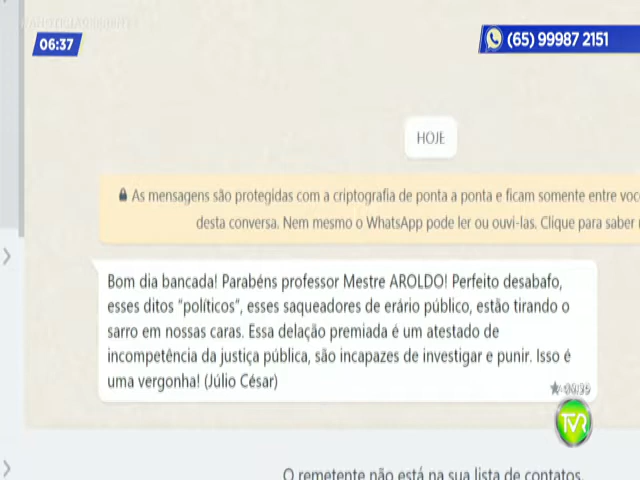 06:37
(65) 99987 2151
HOJE
As mensagens são protegidas com a criptografia de ponta a ponta e ficam somente entre você
desta conversa. Nem mesmo o WhatsApp pode ler ou ouvi-las. Clique para saber
Bom dia bancada! Parabéns professor Mestre AROLDO! Perfeito desabafo,
esses ditos "políticos", esses saqueadores de erário público, estão tirando o
sarro em nossas caras. Essa delação premiada é um atestado de
incompetência da justiça pública, são incapazes de investigar e punir. Isso é
uma vergonha! (Júlio César)
TVR
O remetente não está na sua lista de contatos.